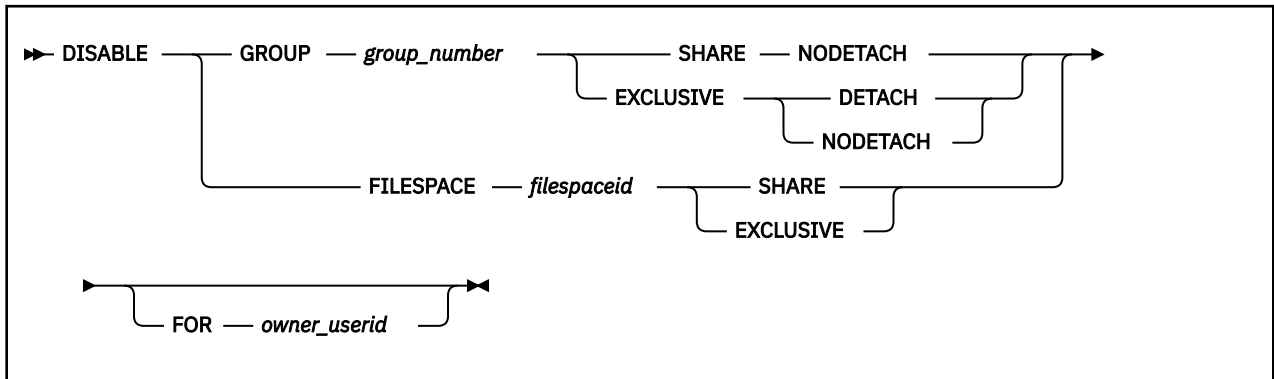 DISABLE GROUP group_number SHARE NODETACH
EXCLUSIVE DETACH
NODETACH
FILESPACE filespaceid SHARE
EXCLUSIVE
FOR owner_userid